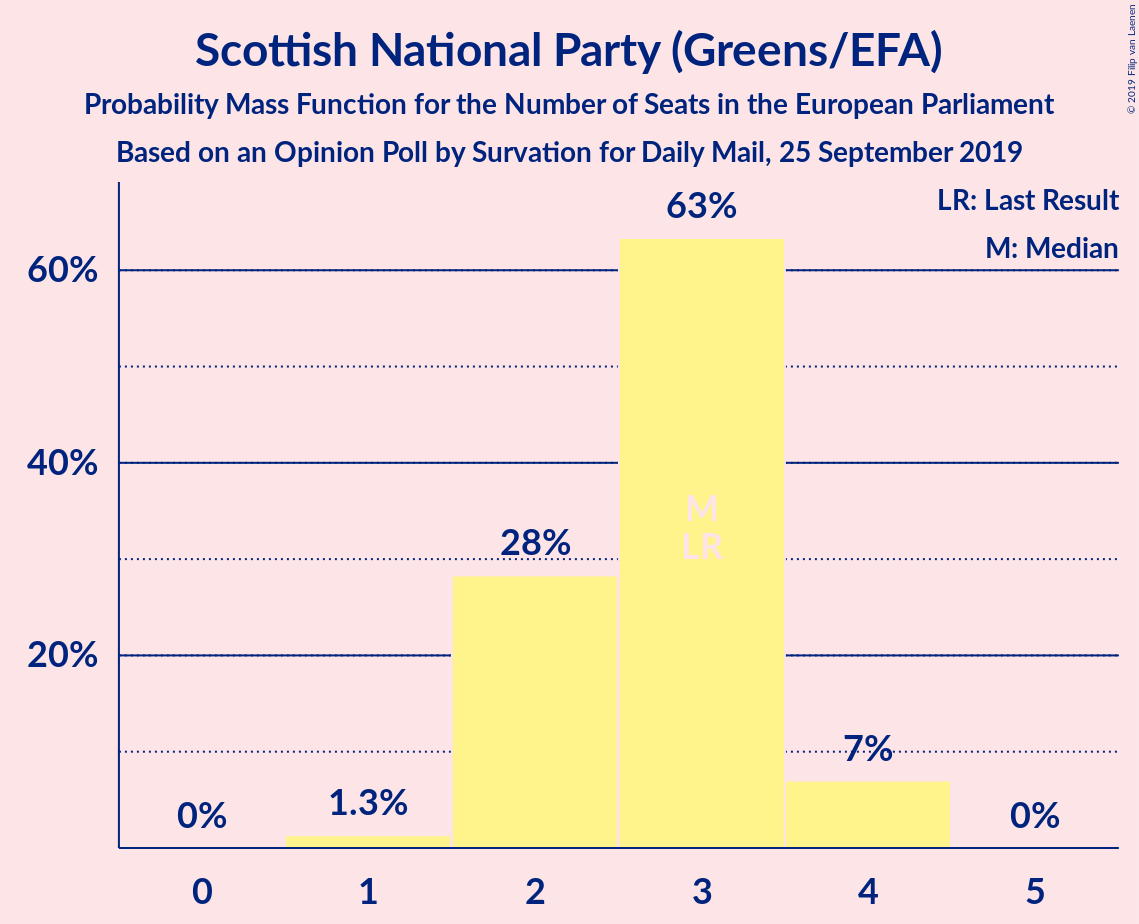 Scottish National Party (Greens/EFA)
Probability Mass Function for the Number of Seats in the European Parliament
Based on an Opinion Poll by Survation for Daily Mail, 25 September 2019
© 2019 Filip van Laenen
LR: Last Result
M: Median
63%
60%
40%
M
LR
28%
20%
7%
1.3%
0%
0%
0
1
2
3
4
5